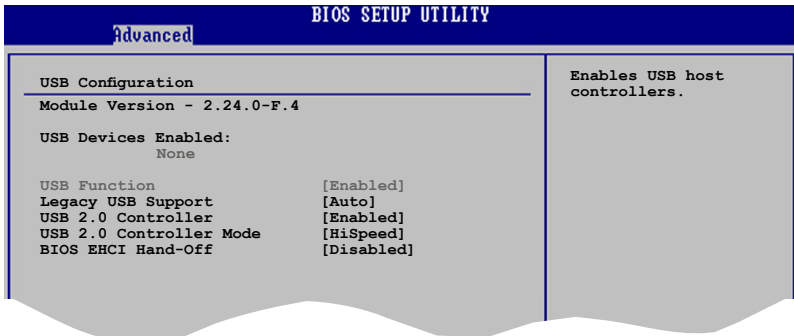 BIOS SETUP UTILITY
Advanced
USB Configuration
Module Version - 2.24.0-F.4
USB Devices Enabled:
None
USB Function [Enabled]
Legacy USB Support [Auto]
USB 2.0 Controller [Enabled]
USB 2.0 Controller Mode [HiSpeed]
BIOS EHCI Hand-Off [Disabled]
Enables USB host
controllers.